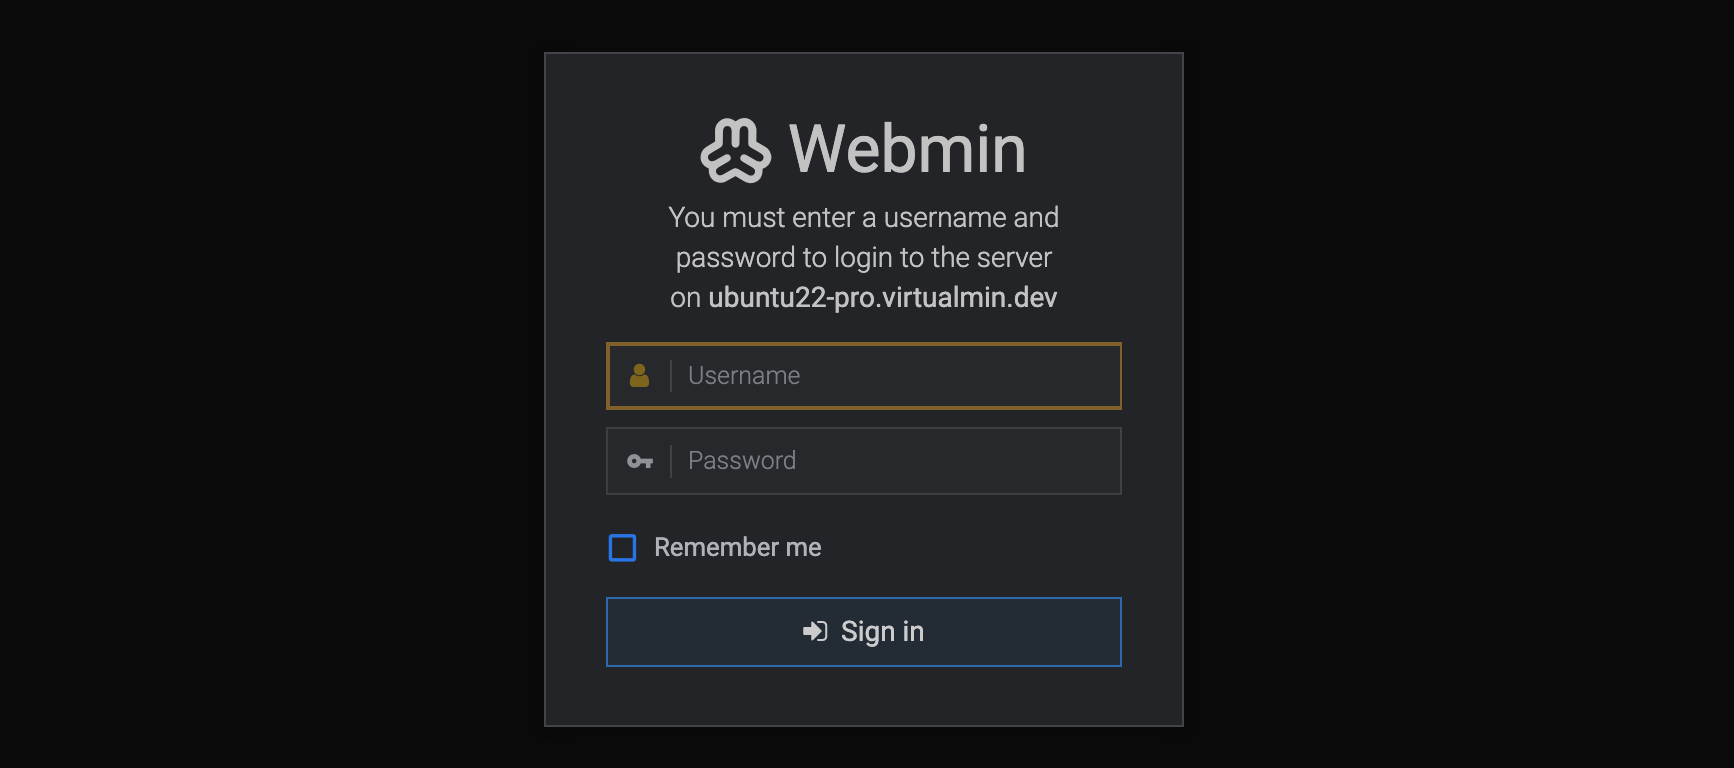 Webmin
You must enter a username and
password to login to the server
on ubuntu22-pro.virtualmin.dev
Username
Password
Remember me
Sign in